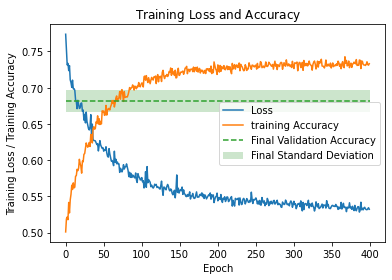 Training Loss and Accuracy
Training Loss / Training Accuracy
0.75
0.70
0.65
0.60
0.55
0.50
Loss
training Accuracy
Final Validation Accuracy
Final Standard Deviation
0 50 100 150 200 250 300 350 400
Epoch